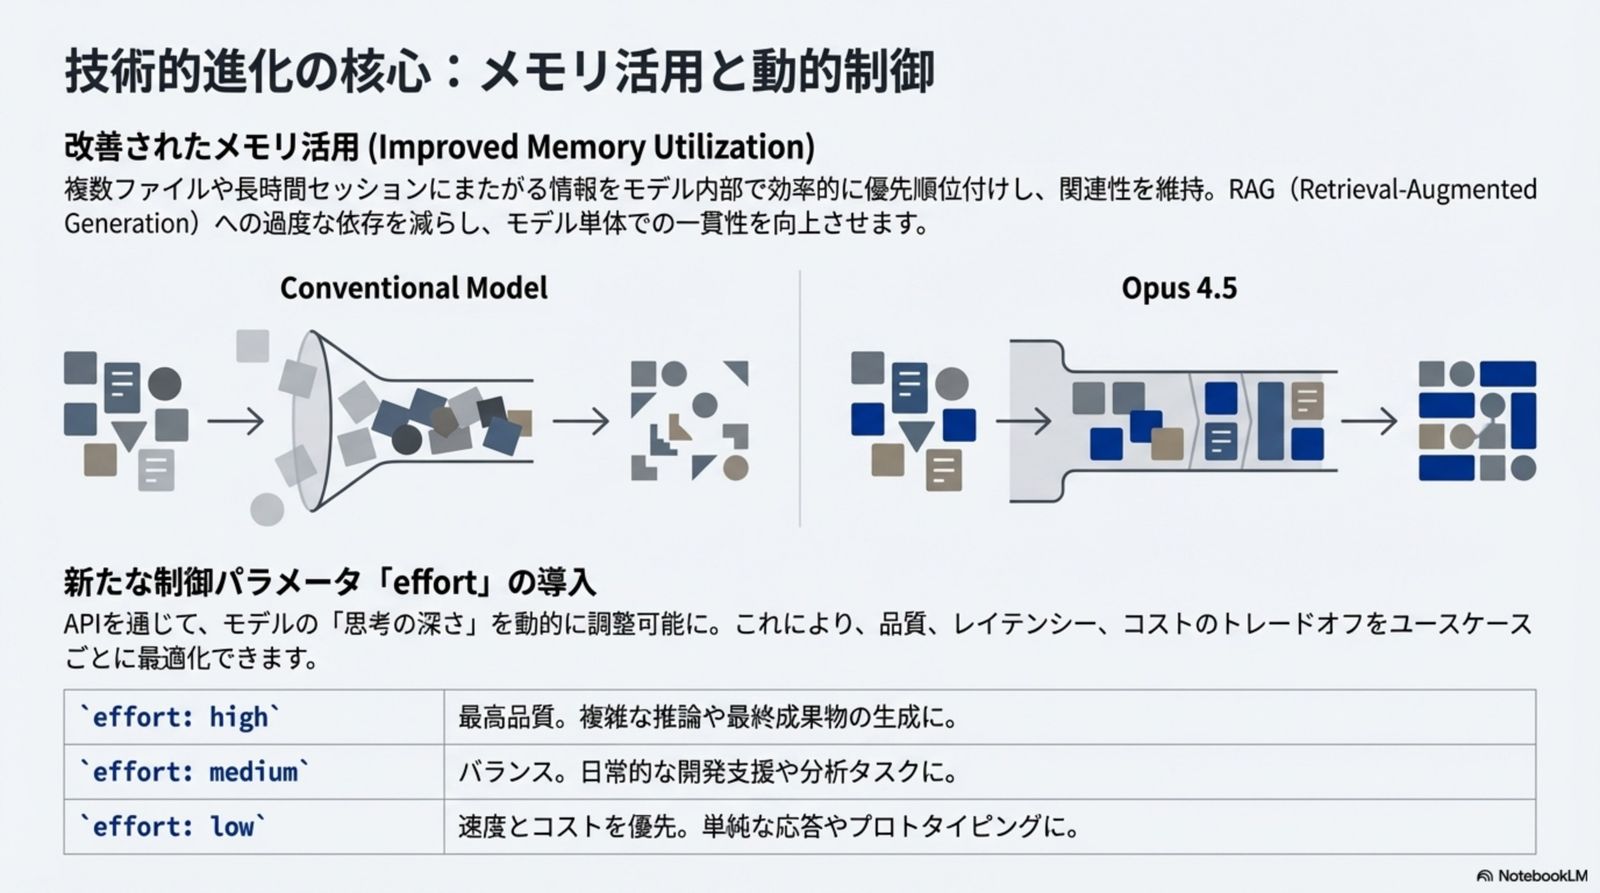 技術的進化の核心：メモリ活用と動的制御
改善されたメモリ活用 (Improved Memory Utilization)
複数ファイルや長時間セッションにまたがる情報をモデル内部で効率的に優先順位付けし、関連性を維持。RAG（Retrieval-Augmented
Generation）への過度な依存を減らし、モデル単体での一貫性を向上させます。
Conventional Model
Opus 4.5
新たな制御パラメータ「effort」の導入
APIを通じて、モデルの「思考の深さ」を動的に調整可能に。これにより、品質、レイテンシー、コストのトレードオフをユースケース
ごとに最適化できます。
`effort: high`
最高品質。複雑な推論や最終成果物の生成に。
`effort: medium`
バランス。日常的な開発支援や分析タスクに。
`effort: low`
速度とコストを優先。単純な応答やプロトタイピングに。
NotebookLM